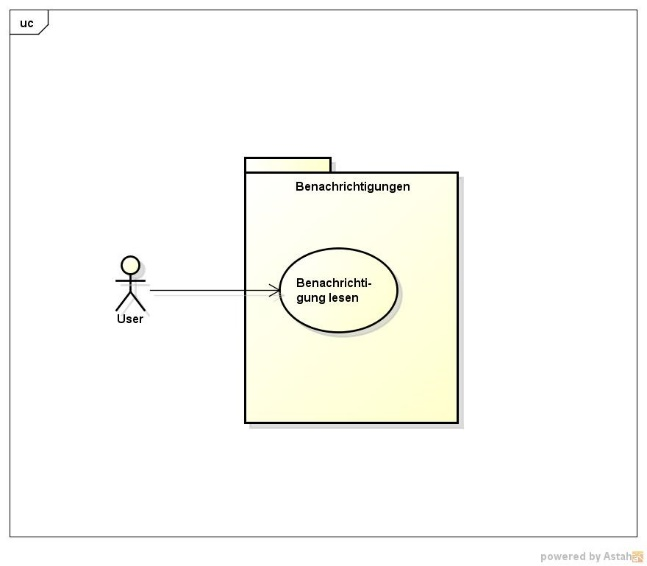 uc
Benachrichtigungen
Benachrichti-
gung lesen
User
powered by Astah